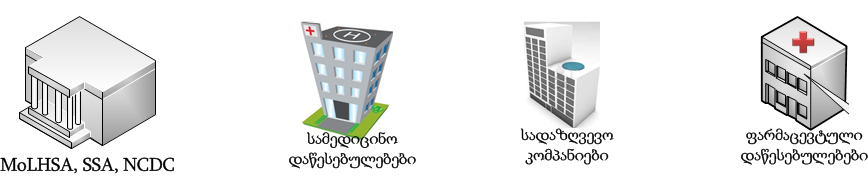 H
MoLHSA, SSA, NCDC
სამედიცინო
დაწესებულებები
სადაზღვევო
კომპანიები
ფარმაცევტული
დაწესებულებები